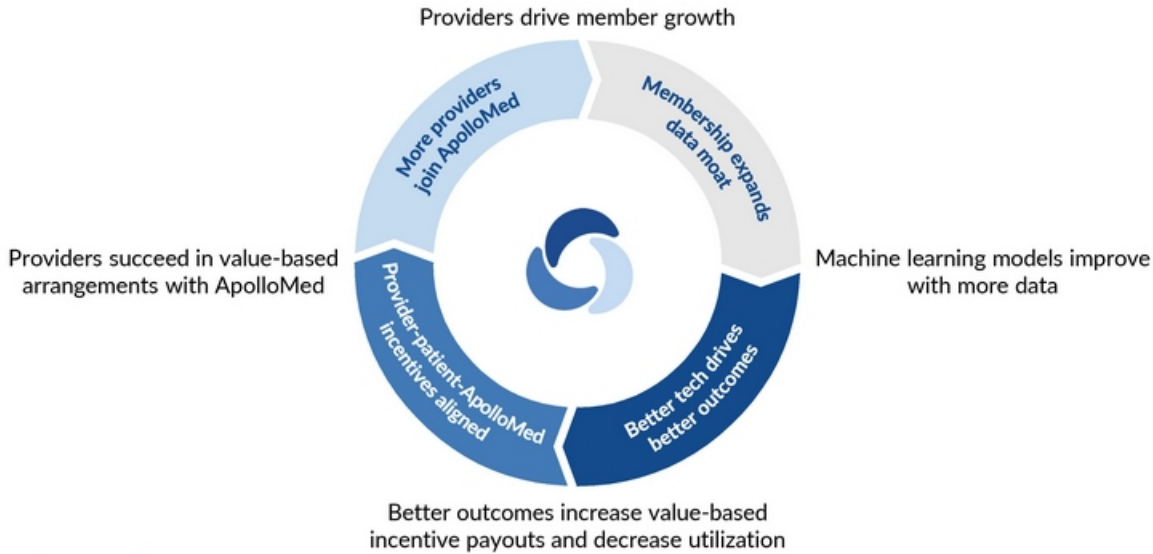 Providers drive member growth
More providers
join ApolloMed
Membership expands
data moat
Providers succeed in value-based
arrangements with ApolloMed
Machine learning models improve
with more data
Provider-patient-ApolloMed
incentives aligned
Better tech drives
better outcomes
Better outcomes increase value-based
incentive payouts and decrease utilization